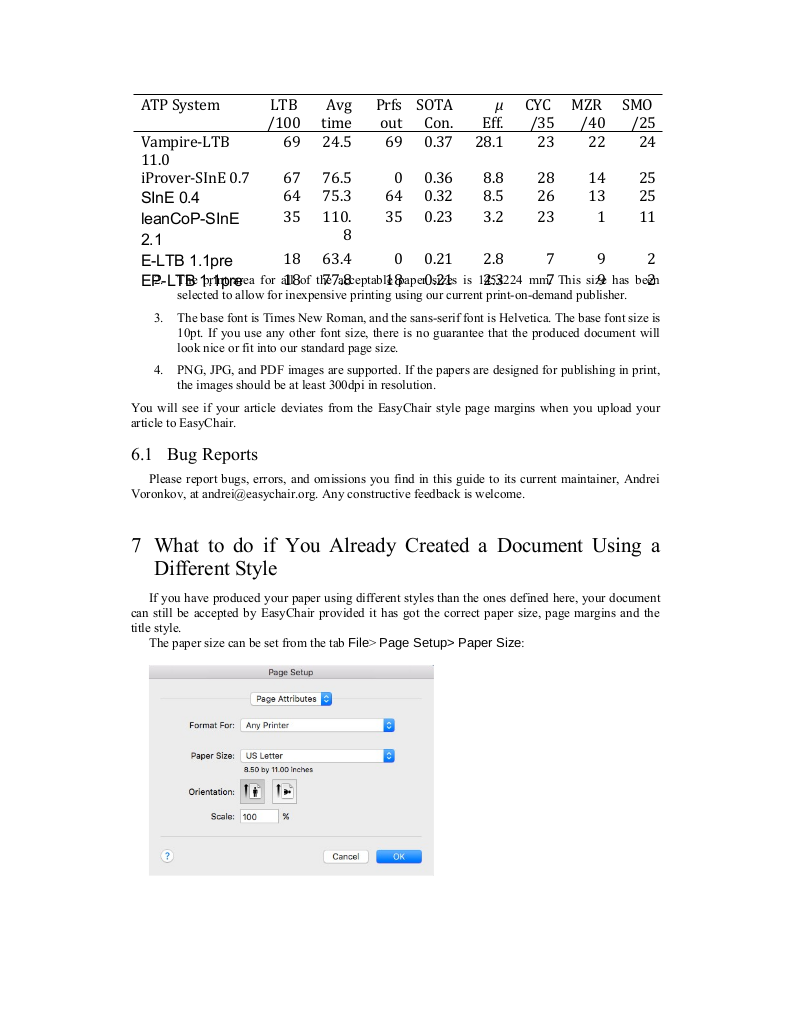 ATP System LTB Avg Prfs SOTA μ CYC MZR SMO
/100 time out Con. Eff. /35 /40 /25
Vampire-LTB 69 24.5 69 0.37 28.1 23 22 24
11.0
iProver-SInE 0.7 67 76.5 0 0.36 8.8 28 14 25
SInE 0.4 64 75.3 64 0.32 8.5 26 13 25
leanCoP-SInE 35 110. 35 0.23 3.2 23 1 11
2.1 8
E-LTB 1.1pre 18 63.4 0 0.21 2.8 7 9 2
EP-LTB 1.1pre 18 77.8 18 0.21 2.3 7 9 2
area for all of the acceptable paper sizes is mm. This size has been
selected to allow for inexpensive printing using our current print-on-demand publisher.
3. The base font is Times New Roman, and the sans-serif font is Helvetica. The base font size is
10pt. If you use any other font size, there is no guarantee that the produced document will
look nice or fit into our standard page size.
4. PNG, JPG, and PDF images are supported. If the papers are designed for publishing in print,
the images should be at least 300dpi in resolution.
You will see if your article deviates from the EasyChair style page margins when you upload your
article to EasyChair.
6.1 Bug Reports
Please report bugs, errors, and omissions you find in this guide to its current maintainer, Andrei
Voronkov, at andrei@easychair.org. Any constructive feedback is welcome.
7 What to do if You Already Created a Document Using a
Different Style
If you have produced your paper using different styles than the ones defined here, your document
can still be accepted by EasyChair provided it has got the correct paper size, page margins and the
title style.
The paper size can be set from the tab File> Page Setup> Paper Size:
Page Setup
Page Attributes
Format For: Any Printer
Paper Size: US Letter
8.50 by 11.00 inches
Orientation:
Scale: 100 %
? Cancel OK